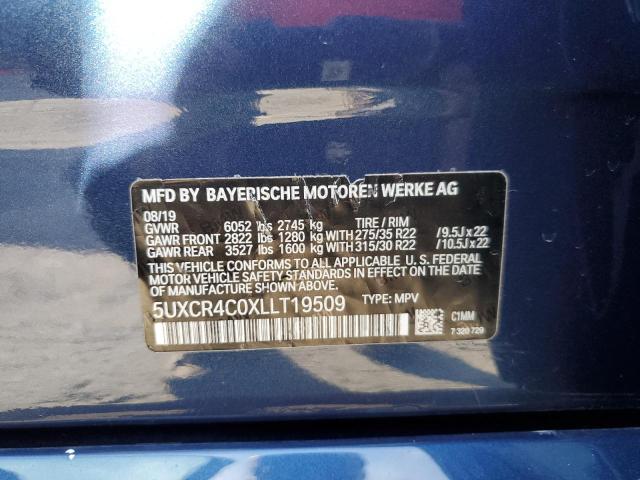 MFD BY BAYERISCHE MOTOREN WERKE AG
08/19
GVWR 6052 lbs 2745 kg TIRE / RIM
GAWR FRONT 2822 lbs 1280 kg WITH 275/35 R22 /9.5J x 22
GAWR REAR 3527 lbs 1600 kg WITH 315/30 R22 /10.5J x 22
THIS VEHICLE CONFORMS TO ALL APPLICABLE U. S. FEDERAL
MOTOR VEHICLE SAFETY STANDARDS IN EFFECT ON THE DATE OF
MANUFACTURE SHOWN ABOVE.
5UXCR4C0XLLT19509 TYPE: MPV
C1MM
7 320 729